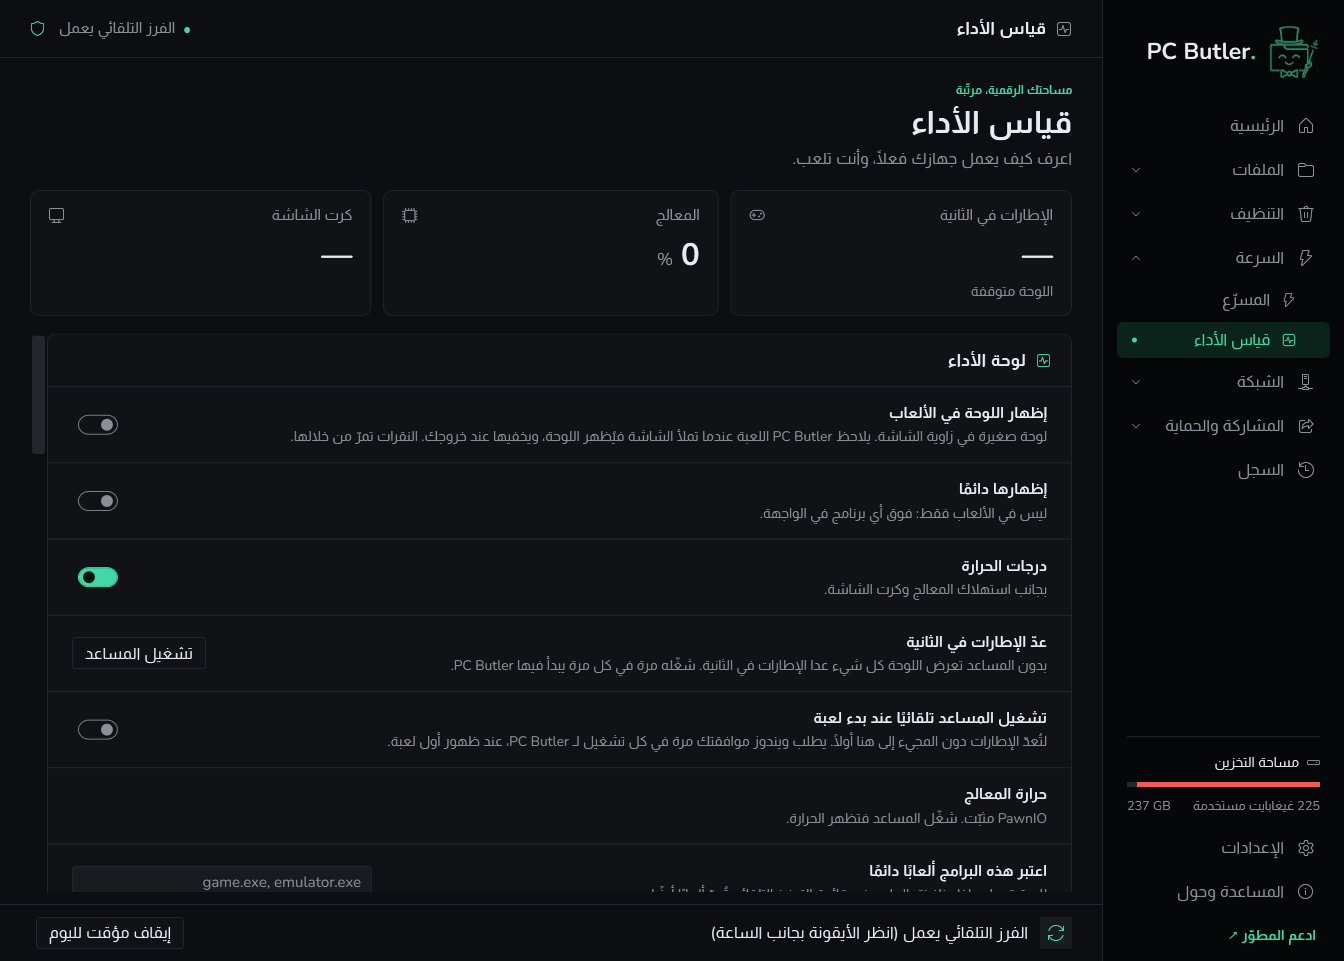 PC Butler.
الرئيسية
الملفات
التنظيف
السرعة
المسرّع
قياس الأداء
الشبكة
المشاركة والحماية
السجل
مساحة التخزين
225 غيغابايت مستخدمة
237 GB
الإعدادات
المساعدة وحول
ادعم المطوّر ↗
قياس الأداء
الفرز التلقائي يعمل
مساحتك الرقمية، مرتّبة
قياس الأداء
اعرف كيف يعمل جهازك فعلًا، وأنت تلعب.
الإطارات في الثانية
—
اللوحة متوقفة
المعالج
0 %
كرت الشاشة
—
لوحة الأداء
إظهار اللوحة في الألعاب
لوحة صغيرة في زاوية الشاشة. يلاحظ PC Butler اللعبة عندما تملأ الشاشة فيُظهر اللوحة، ويخفيها عند خروجك. النقرات تمرّ من خلالها.
إظهارها دائمًا
ليس في الألعاب فقط: فوق أي برنامج في الواجهة.
درجات الحرارة
بجانب استهلاك المعالج وكرت الشاشة.
عدّ الإطارات في الثانية
بدون المساعد تعرض اللوحة كل شيء عدا الإطارات في الثانية. شغّله مرة في كل مرة يبدأ فيها PC Butler.
تشغيل المساعد
تشغيل المساعد تلقائيًا عند بدء لعبة
لتُعدّ الإطارات دون المجيء إلى هنا أولًا. يطلب ويندوز موافقتك مرة في كل تشغيل لـ PC Butler، عند ظهور أول لعبة.
حرارة المعالج
PawnIO مثبّت. شغّل المساعد فتظهر الحرارة.
اعتبر هذه البرامج ألعابًا دائمًا
game.exe, emulator.exe
الفرز التلقائي يعمل (انظر الأيقونة بجانب الساعة)
إيقاف مؤقت لليوم